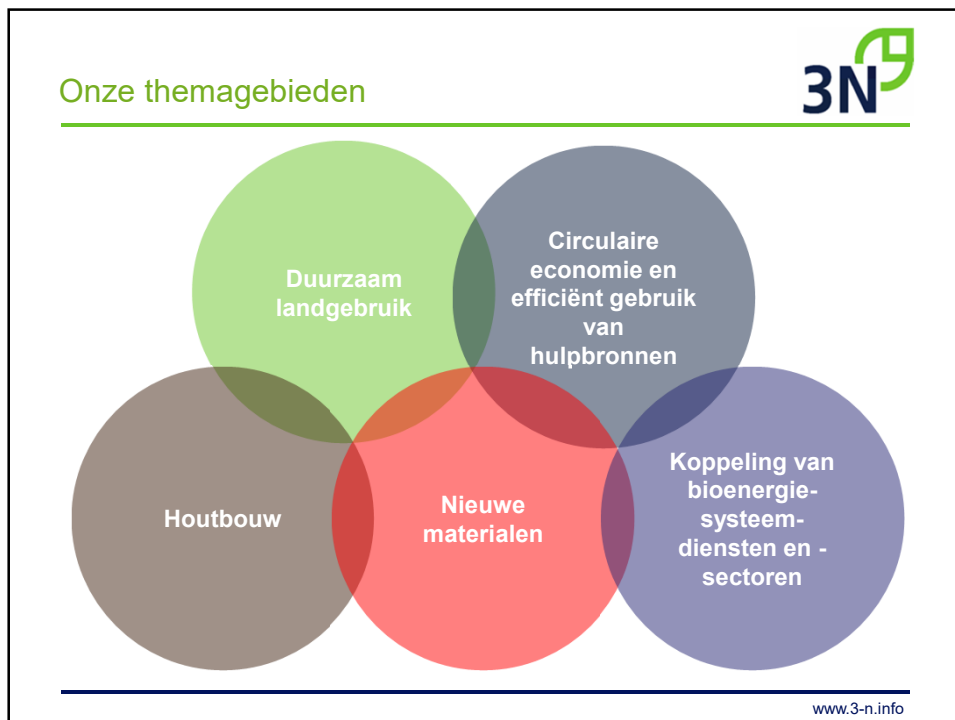 Onze themagebieden
3N
Duurzaam
landgebruik
Circulaire
economie en
efficiënt gebruik
van
hulpbronnen
Houtbouw
Nieuwe
materialen
Koppeling van
bioenergie-
systeem-
diensten en -
sectoren
www.3-n.info